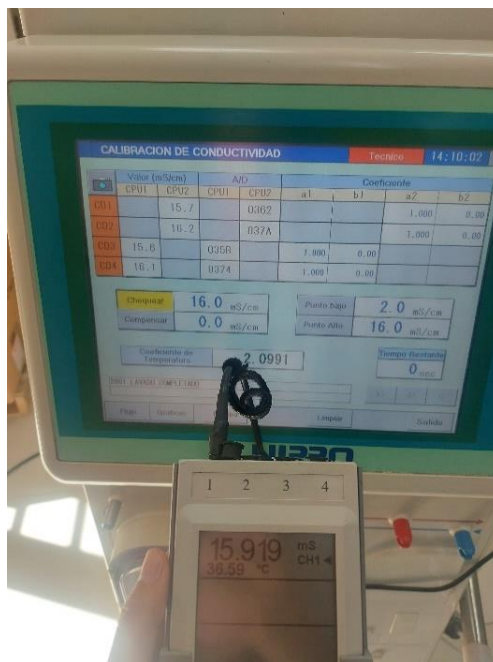 CALIBRACION DE CONDUCTIVIDAD Tecnico 14:10:02
Valor (mS/cm) A/D Coeficiente
CPU1 CPU2 CPU1 CPU2 a1 b1 a2 b2
CD1 15.7 0362 1.000 0.00
CD2 16.2 037A 1.000 0.00
CD3 15.6 035B 1.000 0.00
CD4 16.1 0374 1.000 0.00
Chequear 16.0 mS/cm Punto Bajo 2.0 mS/cm
Compensar 0.0 mS/cm Punto Alto 16.0 mS/cm
Coeficiente de Temperatura 2.0991 Tiempo Restante
0
LAVADO COMPLETADO
Graficos Limpiar Salida
1 2 3 4
15.919 mS
36.59 °C CH1